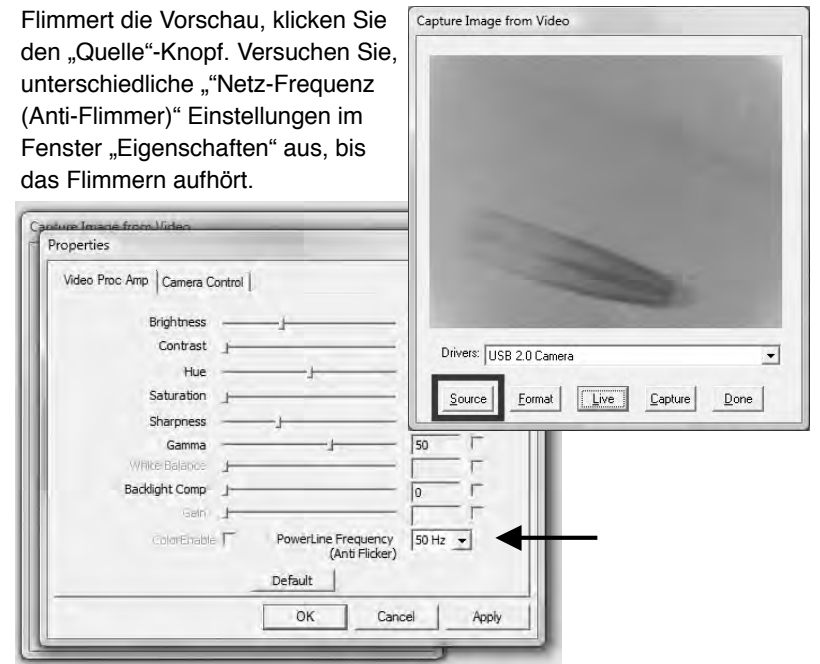 Flimmert die Vorschau, klicken Sie
den „Quelle“-Knopf. Versuchen Sie,
unterschiedliche „“Netz-Frequenz
(Anti-Flimmer)“ Einstellungen im
Fenster „Eigenschaften“ aus, bis
das Flimmern aufhört.
Capture Image from Video
Drivers: USB 2.0 Camera
Source Format Live Capture Done
Capture Image from Video
Properties
Video Proc Amp Camera Control
Brightness
Contrast
Hue
Saturation
Sharpness
Gamma 50
White Balance
Backlight Comp 0
Gain
ColorEnable PowerLine Frequency 50 Hz
(Anti Flicker)
Default
OK Cancel Apply